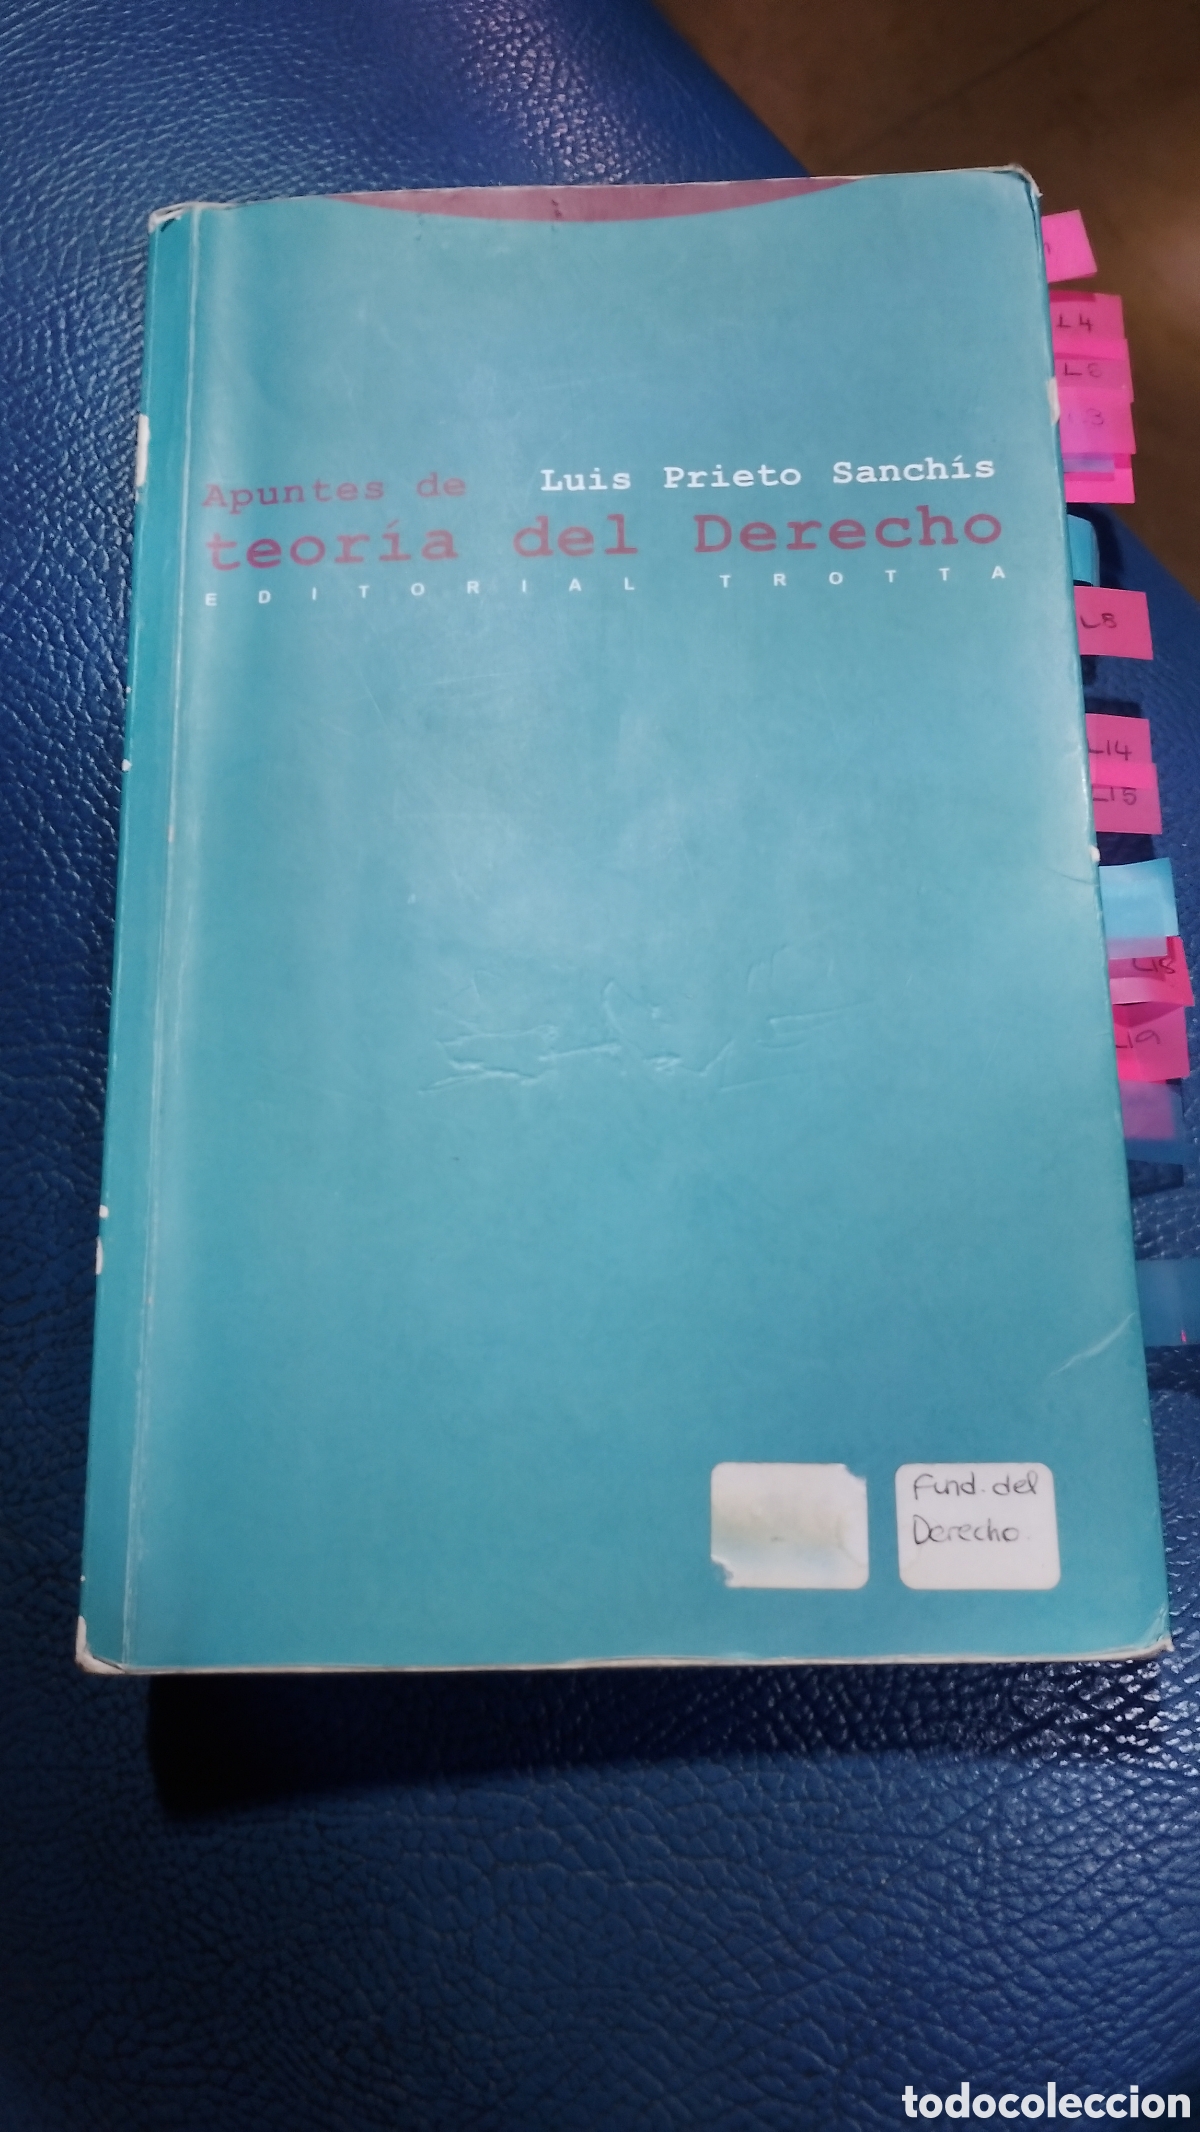 Apuntes de Luis Prieto Sanchís
teoría del Derecho
EDITORIAL TROTTA
L4
L8
L14
L15
L18
L19
Fund. del
Derecho.
todocoleccion